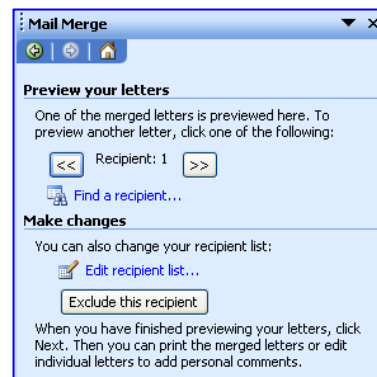 Mail Merge
Preview your letters
One of the merged letters is previewed here. To
preview another letter, click one of the following:
<< Recipient: 1 >>
Find a recipient...
Make changes
You can also change your recipient list:
Edit recipient list...
Exclude this recipient
When you have finished previewing your letters, click
Next. Then you can print the merged letters or edit
individual letters to add personal comments.